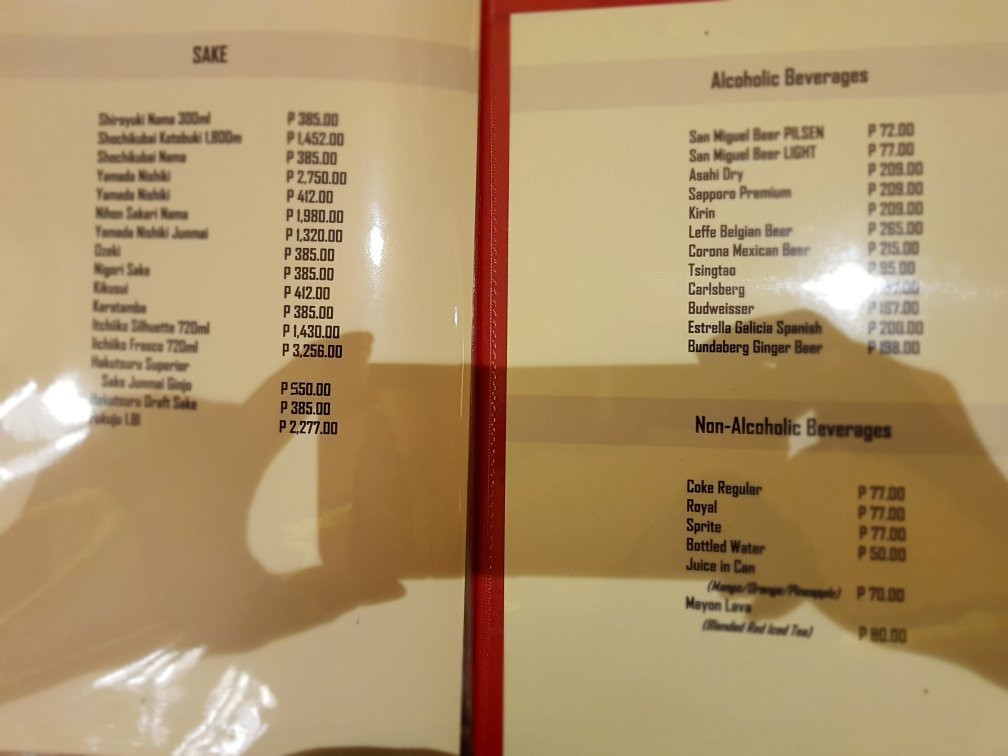 SAKE
Shirayuki Nama 300ml P 385.00
Shochikubai Kotobuki 1,800m P 1,452.00
Shochikubai Nama P 385.00
Yamada Nishiki P 2,750.00
Yamada Nishiki P 412.00
Nihon Sakari Nama P 1,980.00
Yamada Nishiki Junmai P 1,320.00
Ozeki P 385.00
Nigori Sake P 385.00
Kikusui P 412.00
Karatamba P 385.00
Itchiiko Silhuette 720ml P 1,430.00
Iichiiko Frasco 720ml P 3,256.00
Hakutsuru Superior
Sake Junmai Ginjo P 550.00
Hakutsuru Draft Sake P 385.00
1.8l P 2,277.00
Alcoholic Beverages
San Miguel Beer PILSEN P 72.00
San Miguel Beer LIGHT P 77.00
Asahi Dry P 209.00
Sapporo Premium P 209.00
Kirin P 209.00
Leffe Belgian Beer P 265.00
Corona Mexican Beer P 215.00
Tsingtao P 95.00
Carlsberg
Budweisser P 187.00
Estrella Galicia Spanish P 200.00
Bundaberg Ginger Beer P 198.00
Non-Alcoholic Beverages
Coke Regular P 77.00
Royal P 77.00
Sprite P 77.00
Bottled Water P 50.00
Juice in Can
(Mango/Orange/Pineapple) P 70.00
Mayon Lava
(Blended Red Iced Tea) P 80.00